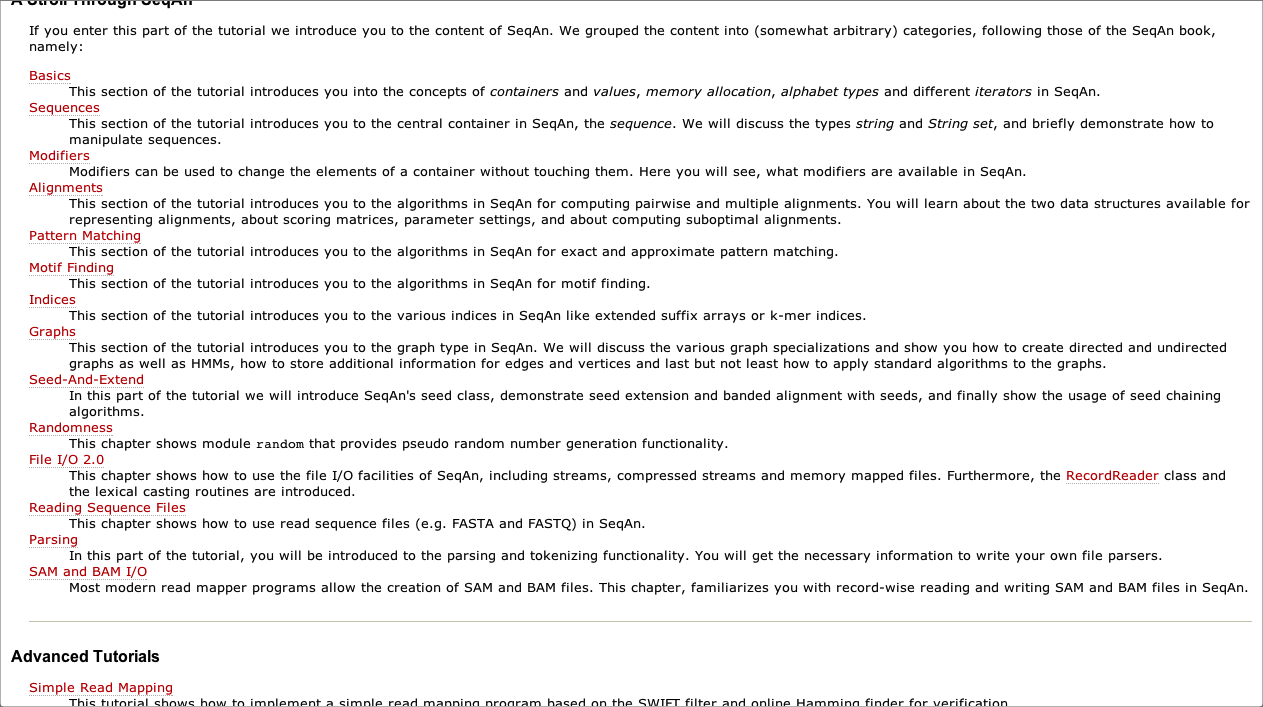 A Stroll Through SeqAn
If you enter this part of the tutorial we introduce you to the content of SeqAn. We grouped the content into (somewhat arbitrary) categories, following those of the SeqAn book,
namely:
Basics
This section of the tutorial introduces you into the concepts of containers and values, memory allocation, alphabet types and different iterators in SeqAn.
Sequences
This section of the tutorial introduces you to the central container in SeqAn, the sequence. We will discuss the types string and String set, and briefly demonstrate how to
manipulate sequences.
Modifiers
Modifiers can be used to change the elements of a container without touching them. Here you will see, what modifiers are available in SeqAn.
Alignments
This section of the tutorial introduces you to the algorithms in SeqAn for computing pairwise and multiple alignments. You will learn about the two data structures available for
representing alignments, about scoring matrices, parameter settings, and about computing suboptimal alignments.
Pattern Matching
This section of the tutorial introduces you to the algorithms in SeqAn for exact and approximate pattern matching.
Motif Finding
This section of the tutorial introduces you to the algorithms in SeqAn for motif finding.
Indices
This section of the tutorial introduces you to the various indices in SeqAn like extended suffix arrays or k-mer indices.
Graphs
This section of the tutorial introduces you to the graph type in SeqAn. We will discuss the various graph specializations and show you how to create directed and undirected
graphs as well as HMMs, how to store additional information for edges and vertices and last but not least how to apply standard algorithms to the graphs.
Seed-And-Extend
In this part of the tutorial we will introduce SeqAn's seed class, demonstrate seed extension and banded alignment with seeds, and finally show the usage of seed chaining
algorithms.
Randomness
This chapter shows module random that provides pseudo random number generation functionality.
File I/O 2.0
This chapter shows how to use the file I/O facilities of SeqAn, including streams, compressed streams and memory mapped files. Furthermore, the RecordReader class and
the lexical casting routines are introduced.
Reading Sequence Files
This chapter shows how to use read sequence files (e.g. FASTA and FASTQ) in SeqAn.
Parsing
In this part of the tutorial, you will be introduced to the parsing and tokenizing functionality. You will get the necessary information to write your own file parsers.
SAM and BAM I/O
Most modern read mapper programs allow the creation of SAM and BAM files. This chapter, familiarizes you with record-wise reading and writing SAM and BAM files in SeqAn.
Advanced Tutorials
Simple Read Mapping
This tutorial shows how to implement a simple read mapping program based on the SWIFT filter and online Hamming finder for verification.